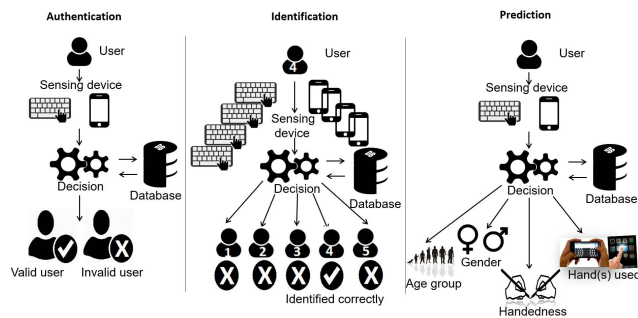 Authentication
User
Sensing device
Decision
Database
Valid user
Invalid user
Identification
4
User
Sensing
device
Decision
Database
1 2 3 4 5
Identified correctly
Prediction
User
Sensing device
Decision
Database
Age group
Gender
Handedness
Hand(s) used